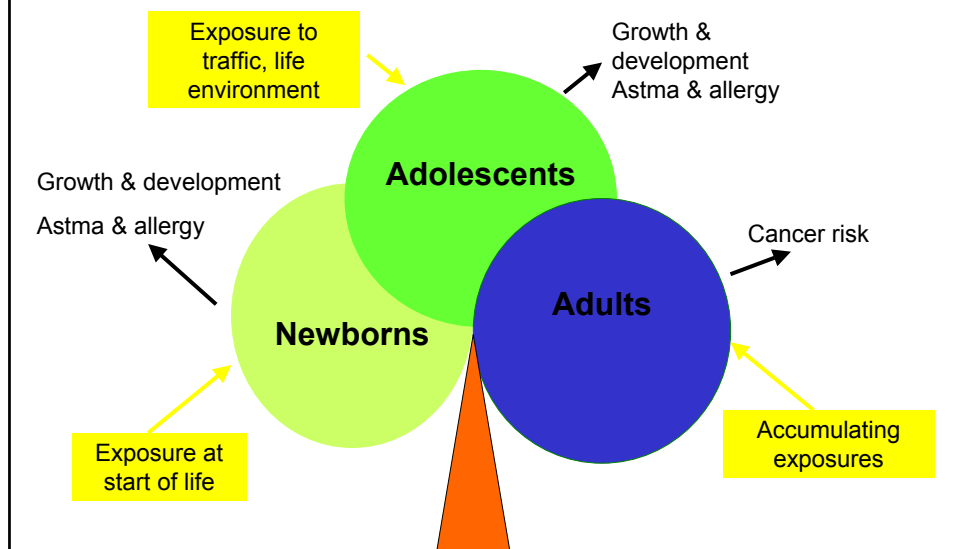 Exposure to
traffic, life
environment
Growth &
development
Astma & allergy
Adolescents
Growth & development
Astma & allergy
Cancer risk
Adults
Newborns
Exposure at
start of life
Accumulating
exposures